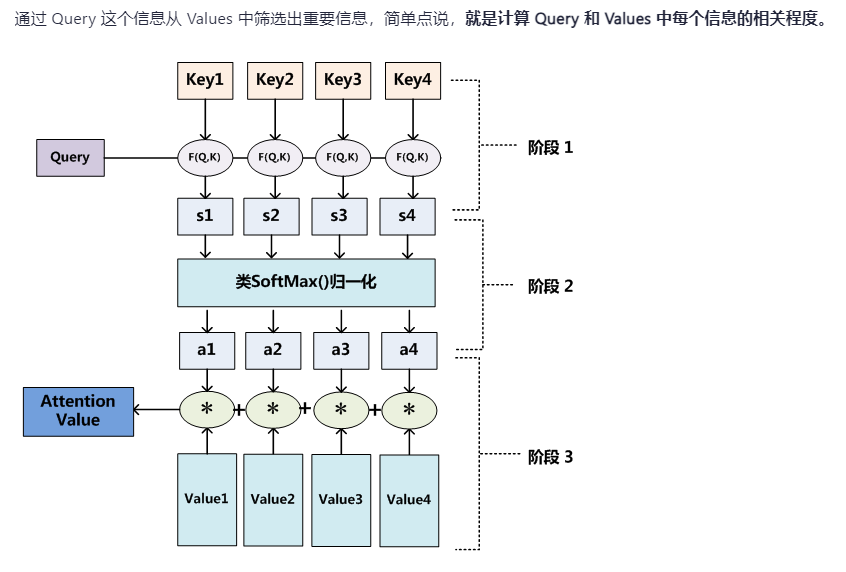 通过 Query 这个信息从 Values 中筛选出重要信息，简单点说，就是计算 Query 和 Values 中每个信息的相关程度。
Key1 Key2 Key3 Key4
阶段 1
Query F(Q,K) F(Q,K) F(Q,K) F(Q,K)
s1 s2 s3 s4
类SoftMax()归一化
阶段 2
a1 a2 a3 a4
Attention
Value
* + * + * + *
阶段 3
Value1 Value2 Value3 Value4